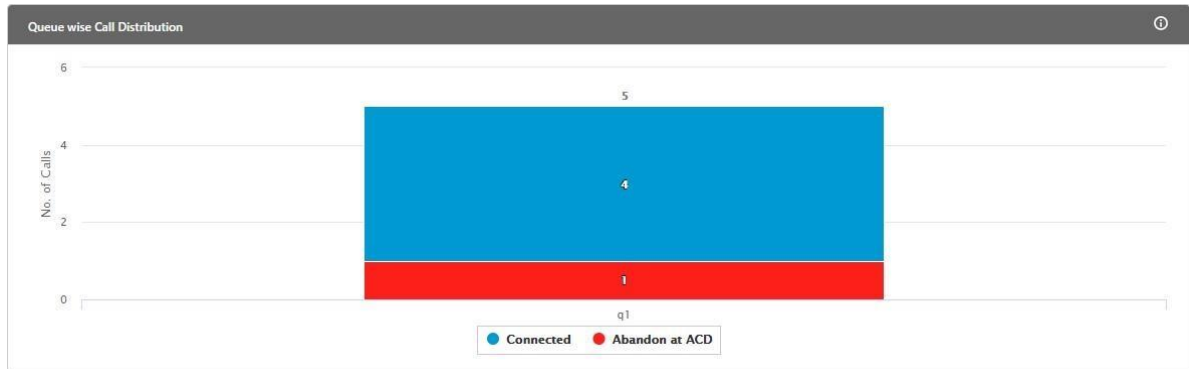 Queue wise Call Distribution
6
5
4
4
No. of Calls
2
1
0
q1
Connected Abandon at ACD